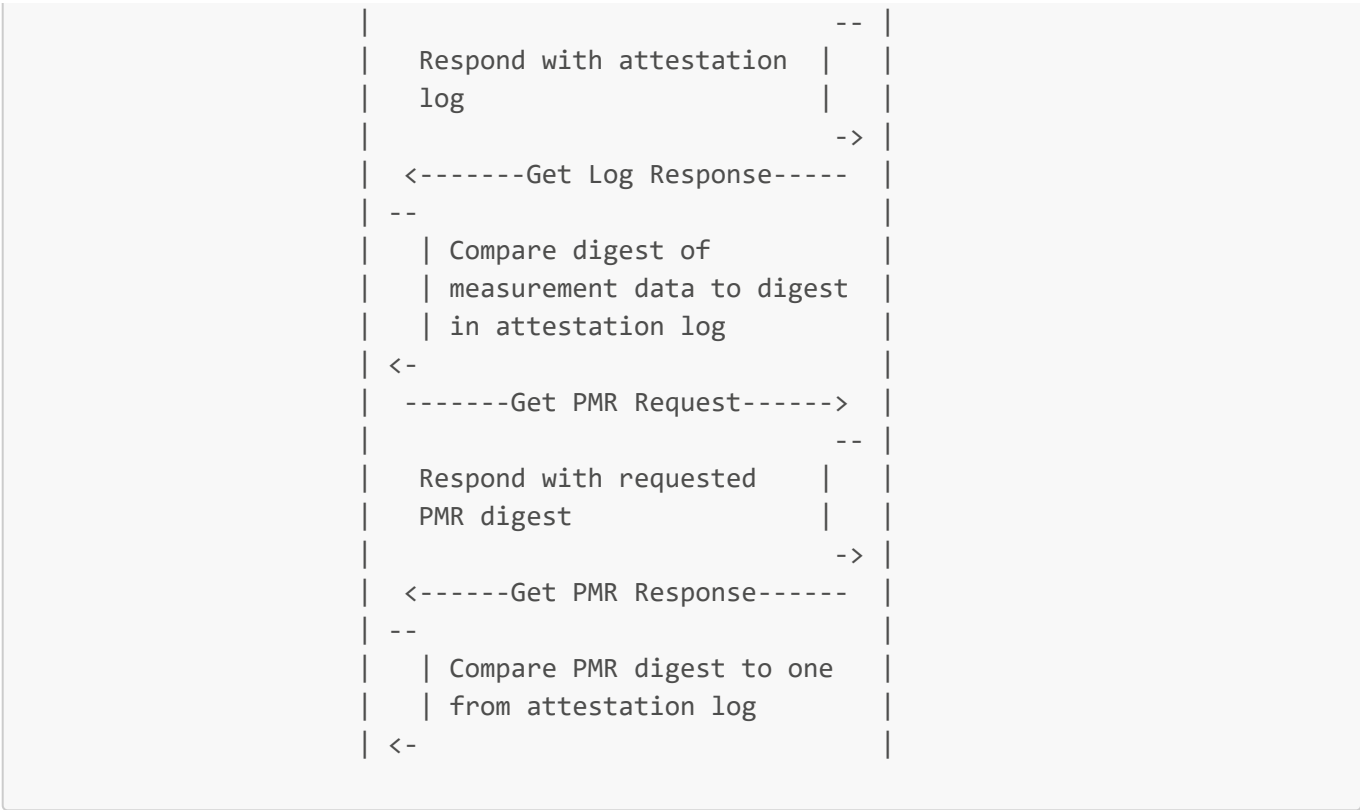 |                               -- |
|   Respond with attestation  |    |
|   log                       |    |
|                               -> |
|  <-------Get Log Response-----   |
| --                               |
|   | Compare digest of            |
|   | measurement data to digest   |
|   | in attestation log           |
| <-                               |
|  -------Get PMR Request------>   |
|                               -- |
|   Respond with requested    |    |
|   PMR digest                |    |
|                               -> |
|  <------Get PMR Response------   |
| --                               |
|   | Compare PMR digest to one    |
|   | from attestation log         |
| <-                               |